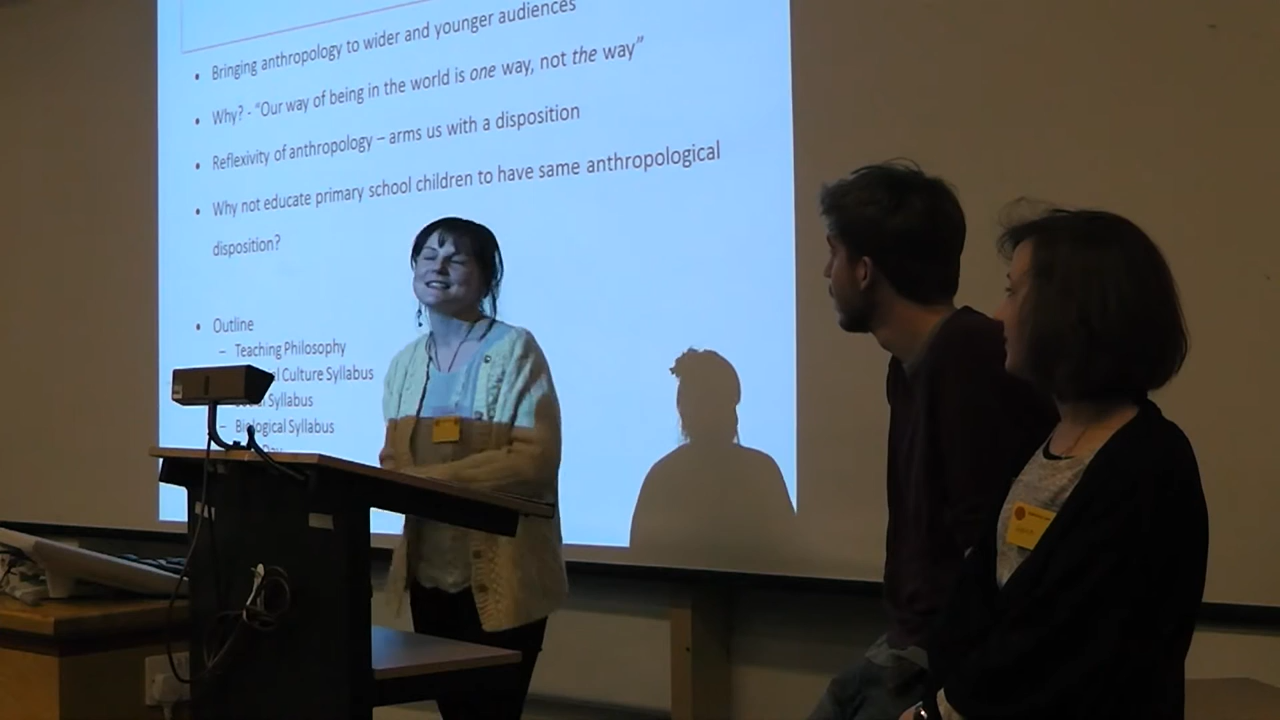 • Bringing anthropology to wider and younger audiences
• Why? - “Our way of being in the world is one way, not the way”
• Reflexivity of anthropology – arms us with a disposition
• Why not educate primary school children to have same anthropological
disposition?
• Outline
– Teaching Philosophy
Culture Syllabus
Syllabus
– Biological Syllabus